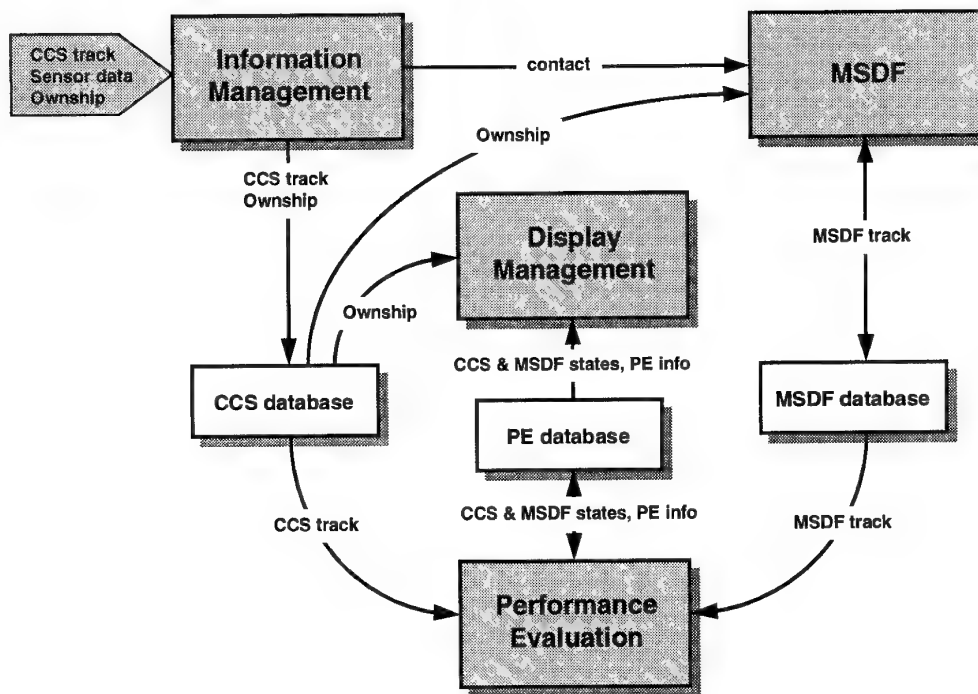 CCS track
Sensor data
Ownship
Information
Management
contact
MSDF
Ownship
CCS track
Ownship
Display
Management
MSDF track
Ownship
CCS & MSDF states, PE info
CCS database
PE database
MSDF database
CCS track
CCS & MSDF states, PE info
MSDF track
Performance
Evaluation